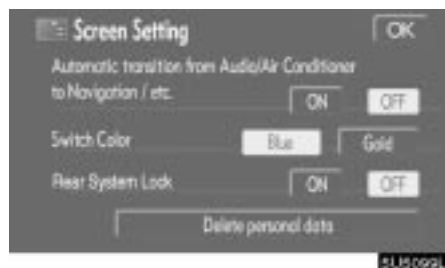 Screen Setting OK
Automatic transition from Audio/Air Conditioner
to Navigation / etc. ON OFF
Switch Color Blue Gold
Rear System Lock ON OFF
Delete personal data